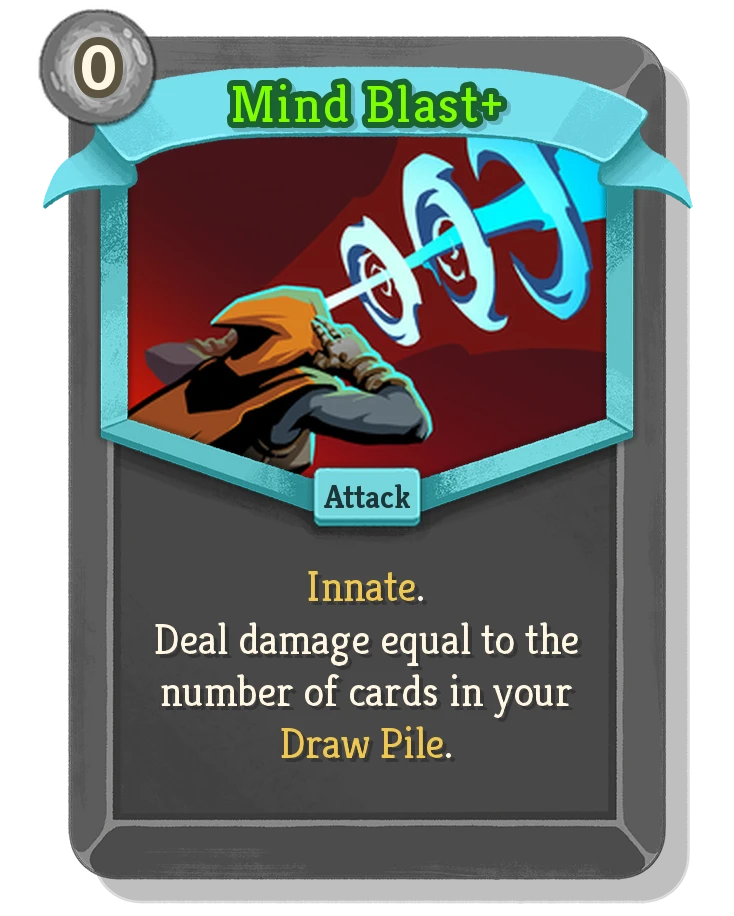 0
Mind Blast+
Attack
Innate.
Deal damage equal to the
number of cards in your
Draw Pile.